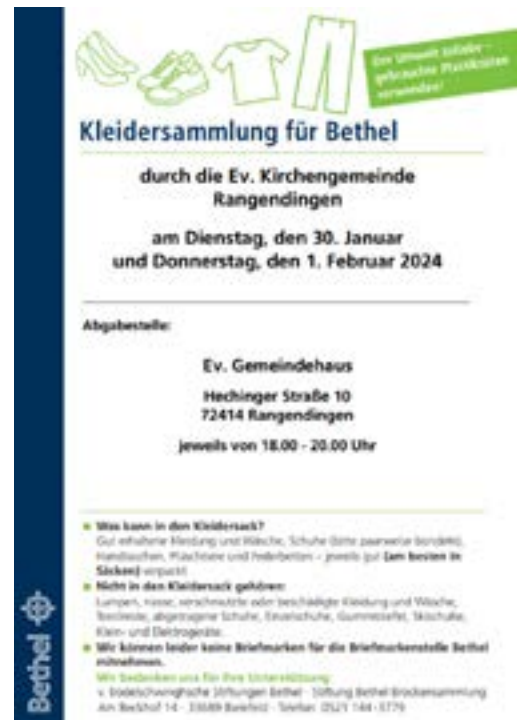 Der Umwelt zuliebe –
gebrauchte Plastiktüten
verwenden!
Kleidersammlung für Bethel
durch die Ev. Kirchengemeinde
Rangendingen
am Dienstag, den 30. Januar
und Donnerstag, den 1. Februar 2024
Abgabestelle:
Ev. Gemeindehaus
Hechinger Straße 10
72414 Rangendingen
jeweils von 18.00 - 20.00 Uhr
Was kann in den Kleidersack?
Gut erhaltene Kleidung und Wäsche, Schuhe (bitte paarweise bündeln),
Handtaschen, Plüschtiere und Federbetten – jeweils gut (am besten in
Säcken) verpackt
Nicht in den Kleidersack gehören:
Lumpen, nasse, verschmutzte oder beschädigte Kleidung und Wäsche,
Textilreste, abgetragene Schuhe, Einzelschuhe, Gummistiefel, Skischuhe,
Klein- und Elektrogeräte.
Wir können leider keine Briefmarken für die Briefmarkenstelle Bethel
mitnehmen.
Wir bedanken uns für Ihre Unterstützung
v. Bodelschwinghsche Stiftungen Bethel · Stiftung Bethel Brockensammlung
Am Beckhof 14 · 33689 Bielefeld · Telefon: 0521 144-3779
Bethel